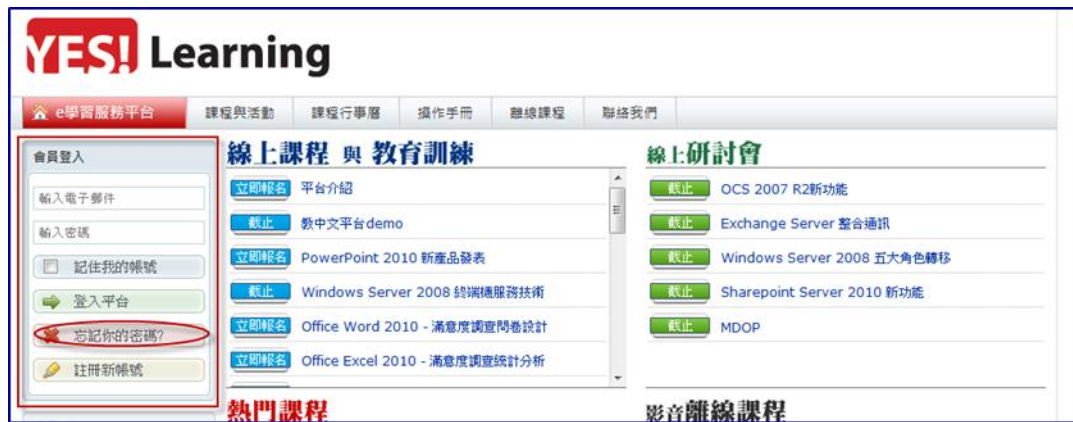 YES! Learning
e學習服務平台 課程與活動 課程行事曆 操作手冊 離線課程 聯絡我們
會員登入
輸入電子郵件
輸入密碼
記住我的帳號
登入平台
忘記你的密碼?
註冊新帳號
線上課程 與 教育訓練
立即報名 平台介紹
截止 數中文平台demo
立即報名 PowerPoint 2010 新產品發表
截止 Windows Server 2008 終端機服務技術
立即報名 Office Word 2010 - 滿意度調查問卷設計
立即報名 Office Excel 2010 - 滿意度調查統計分析
線上研討會
截止 OCS 2007 R2新功能
截止 Exchange Server 整合通訊
截止 Windows Server 2008 五大角色轉移
截止 Sharepoint Server 2010 新功能
截止 MDOP
熱門課程
影音離線課程